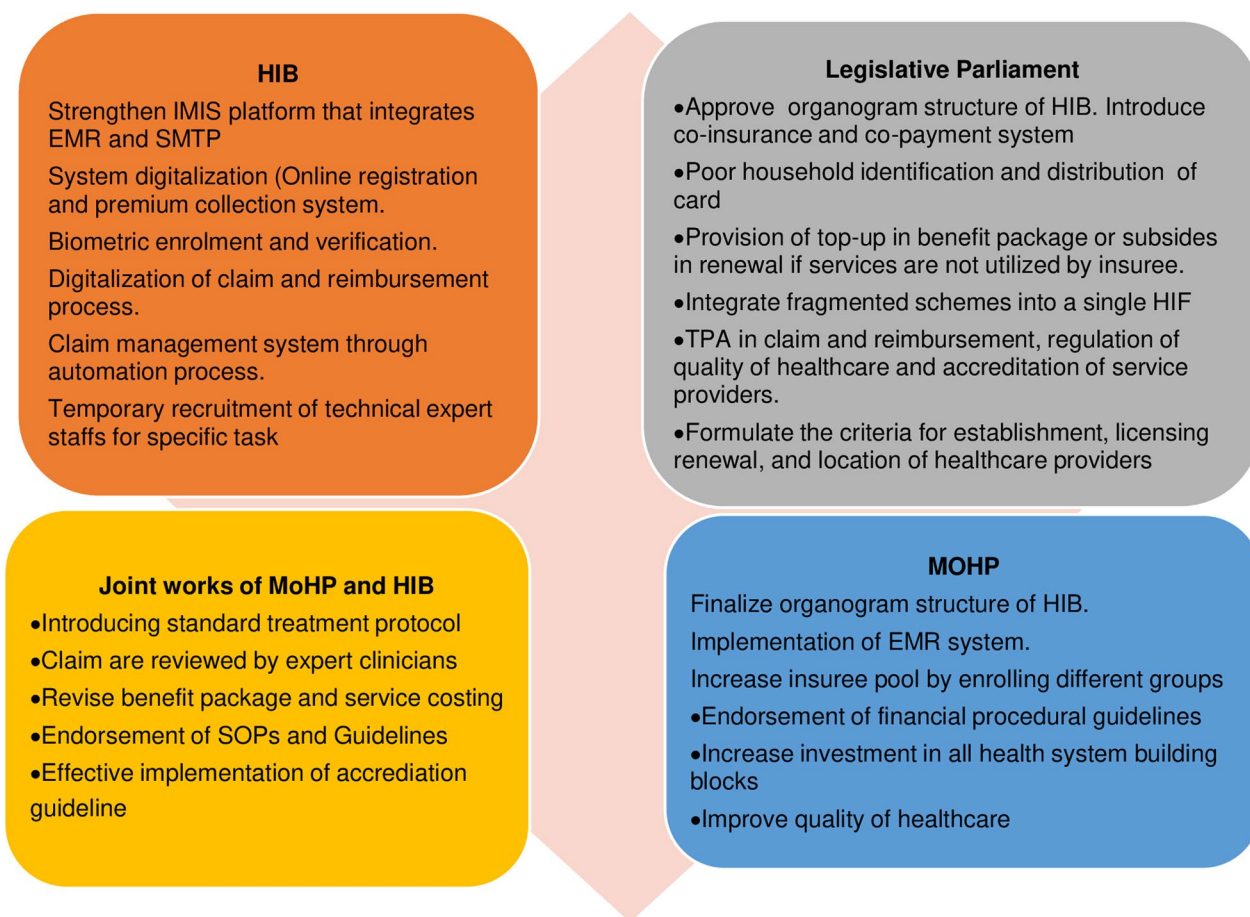 HIB
Strengthen IMIS platform that integrates
EMR and SMTP
System digitalization (Online registration
and premium collection system.
Biometric enrolment and verification.
Digitalization of claim and reimbursement
process.
Claim management system through
automation process.
Temporary recruitment of technical expert
staffs for specific task
Legislative Parliament
•Approve organogram structure of HIB. Introduce
co-insurance and co-payment system
•Poor household identification and distribution of
card
•Provision of top-up in benefit package or subsides
in renewal if services are not utilized by insuree.
•Integrate fragmented schemes into a single HIF
•TPA in claim and reimbursement, regulation of
quality of healthcare and accreditation of service
providers.
•Formulate the criteria for establishment, licensing
renewal, and location of healthcare providers
Joint works of MoHP and HIB
•Introducing standard treatment protocol
•Claim are reviewed by expert clinicians
•Revise benefit package and service costing
•Endorsement of SOPs and Guidelines
•Effective implementation of accrediation
guideline
MOHP
Finalize organogram structure of HIB.
Implementation of EMR system.
Increase insuree pool by enrolling different groups
•Endorsement of financial procedural guidelines
•Increase investment in all health system building
blocks
•Improve quality of healthcare